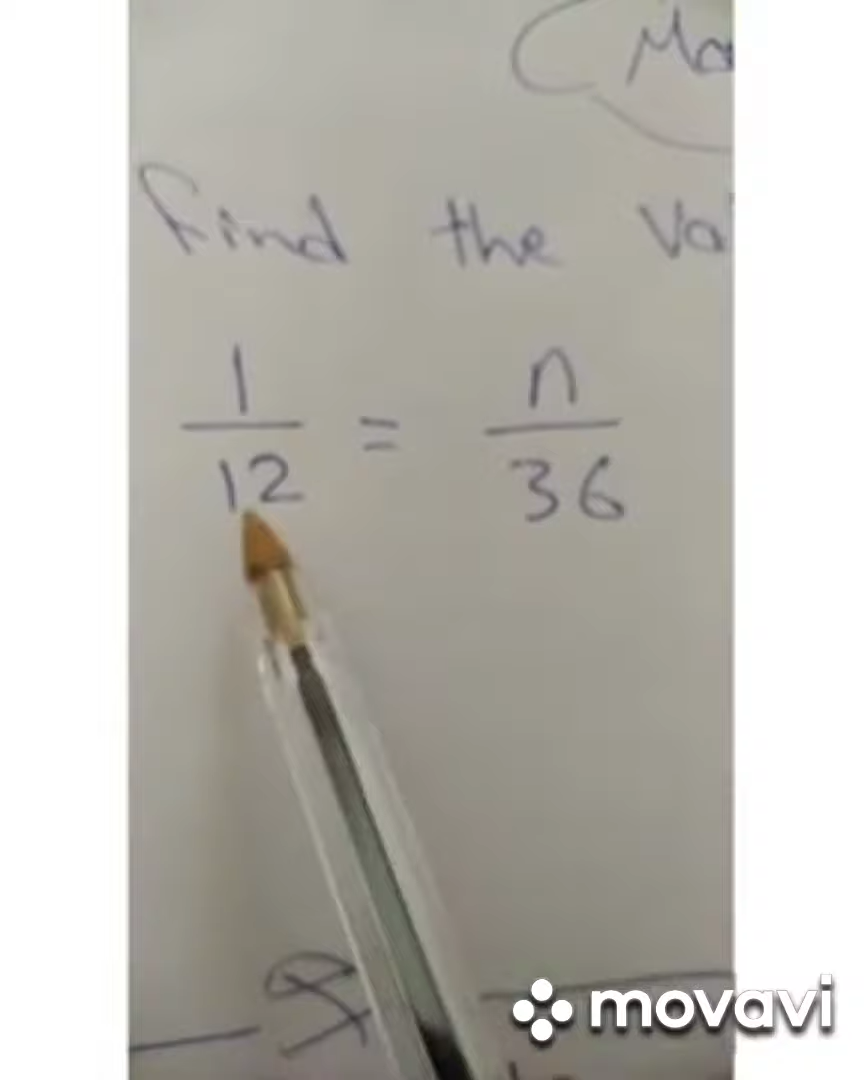 Find the
1/12 = n/36
movavi